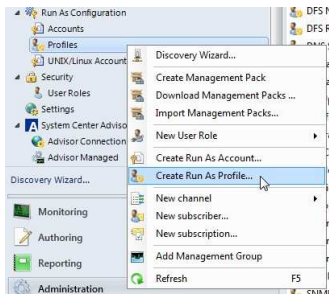 Run As Configuration
Accounts
Profiles
UNIX/Linux Account
Security
User Roles
Settings
System Center Adviso
Advisor Connection
Advisor Managed
Discovery Wizard...
Monitoring
Authoring
Reporting
Administration
Discovery Wizard...
Create Management Pack
Download Management Packs ...
Import Management Packs...
New User Role
Create Run As Account...
Create Run As Profile...
New channel
New subscriber...
New subscription...
Add Management Group
Refresh F5
DFS N
DFS R